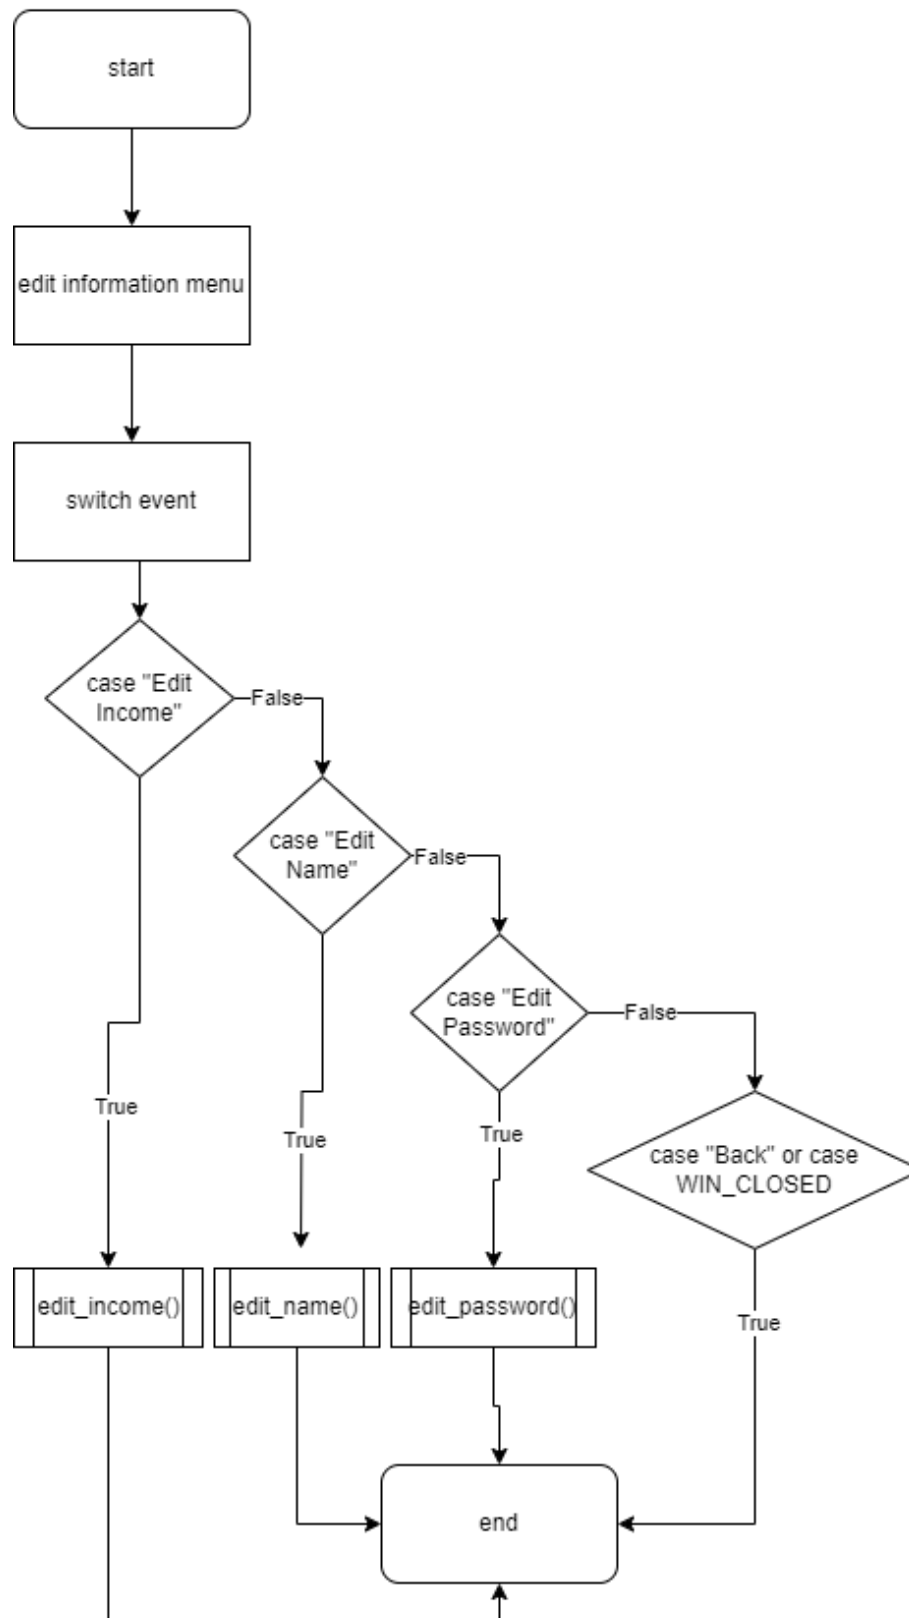 start
edit information menu
switch event
case "Edit
Income"
False
case "Edit
Name"
False
case "Edit
Password"
False
case "Back" or case
WIN_CLOSED
True
True
True
True
edit_income()
edit_name()
edit_password()
end